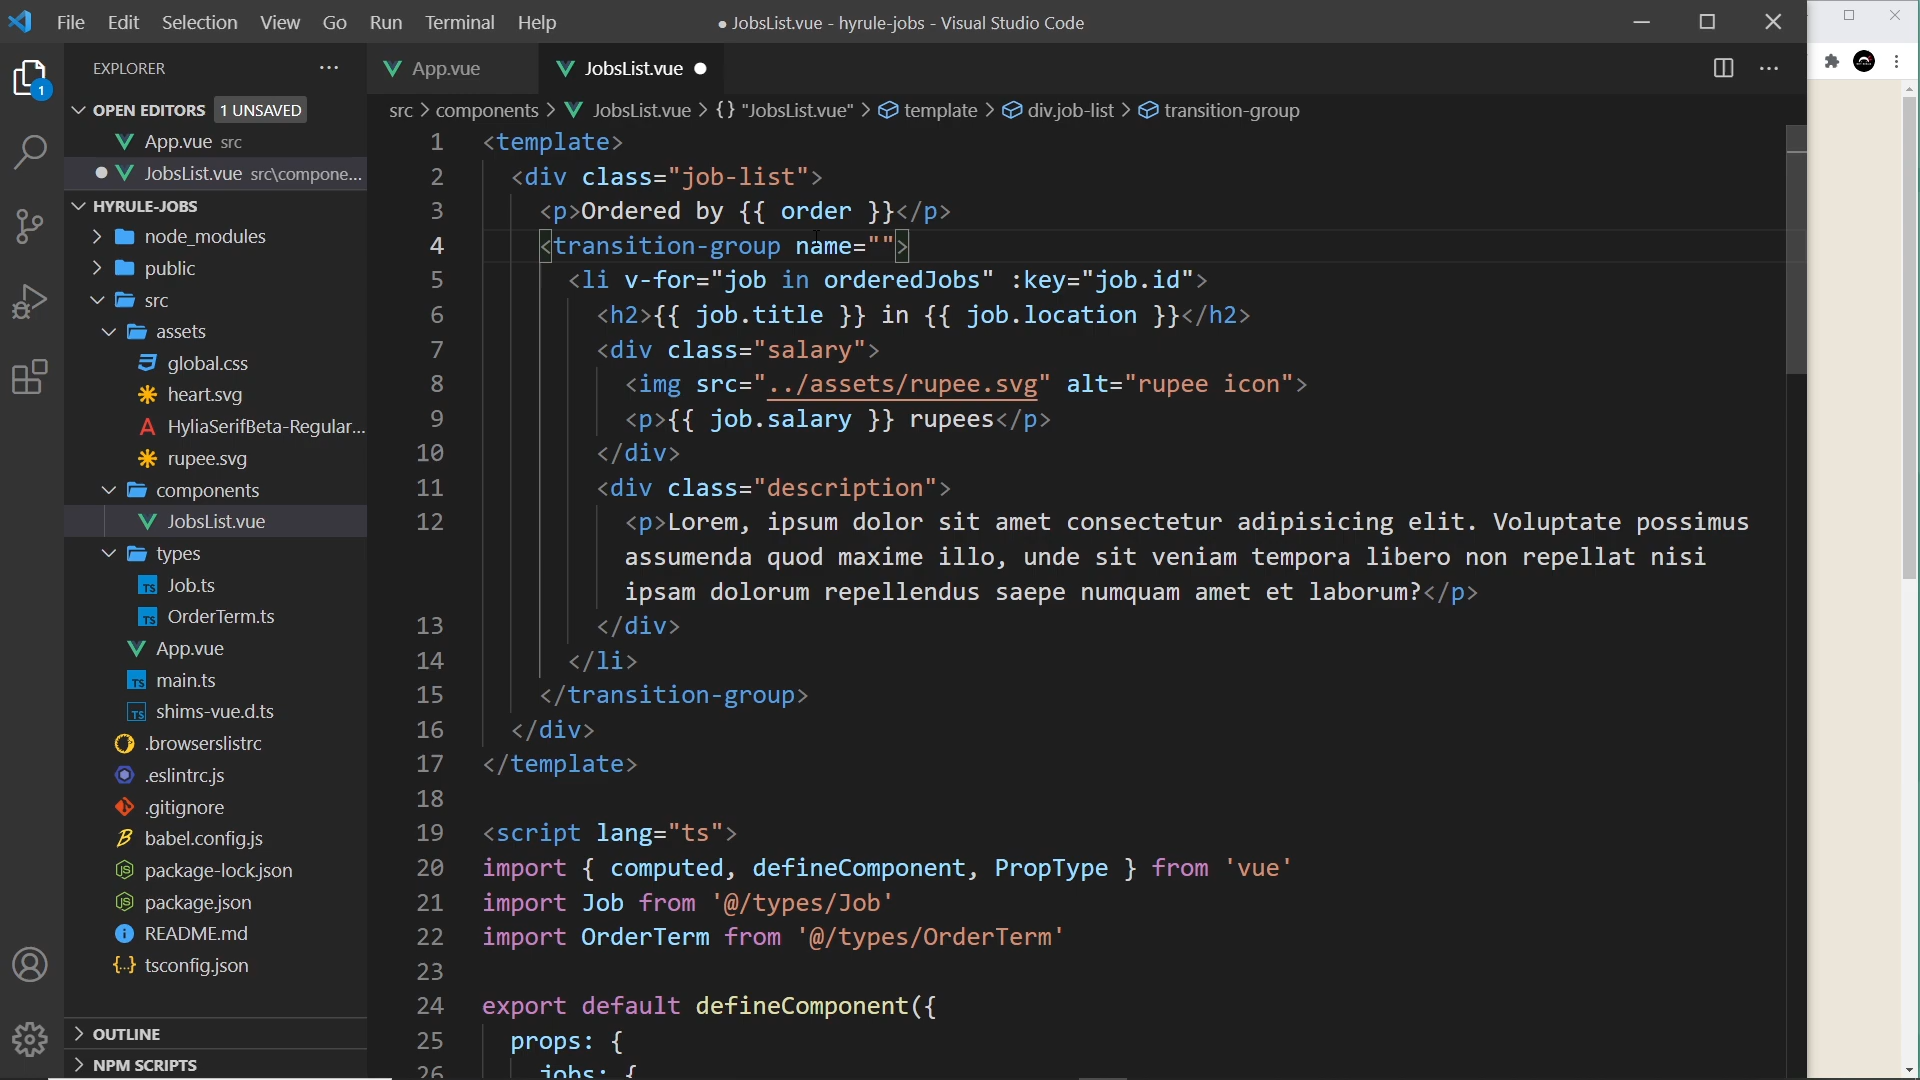 File Edit Selection View Go Run Terminal Help
● JobsList.vue - hyrule-jobs - Visual Studio Code
EXPLORER
OPEN EDITORS 1 UNSAVED
App.vue src
JobsList.vue src\compone...
HYRULE-JOBS
node_modules
public
src
assets
global.css
heart.svg
HyliaSerifBeta-Regular...
rupee.svg
components
JobsList.vue
types
Job.ts
OrderTerm.ts
App.vue
main.ts
shims-vue.d.ts
.browserslistrc
.eslintrc.js
.gitignore
babel.config.js
package-lock.json
package.json
README.md
tsconfig.json
OUTLINE
NPM SCRIPTS
1
App.vue JobsList.vue
src > components > JobsList.vue > {} "JobsList.vue" > template > div.job-list > transition-group
1 <template>
2 <div class="job-list">
3 <p>Ordered by {{ order }}</p>
4 <transition-group name="">
5 <li v-for="job in orderedJobs" :key="job.id">
6 <h2>{{ job.title }} in {{ job.location }}</h2>
7 <div class="salary">
8 <img src="../assets/rupee.svg" alt="rupee icon">
9 <p>{{ job.salary }} rupees</p>
10 </div>
11 <div class="description">
12 <p>Lorem, ipsum dolor sit amet consectetur adipisicing elit. Voluptate possimus
assumenda quod maxime illo, unde sit veniam tempora libero non repellat nisi
ipsam dolorum repellendus saepe numquam amet et laborum?</p>
13 </div>
14 </li>
15 </transition-group>
16 </div>
17 </template>
18
19 <script lang="ts">
20 import { computed, defineComponent, PropType } from 'vue'
21 import Job from '@/types/Job'
22 import OrderTerm from '@/types/OrderTerm'
23
24 export default defineComponent({
25 props: {
26 jobs: {